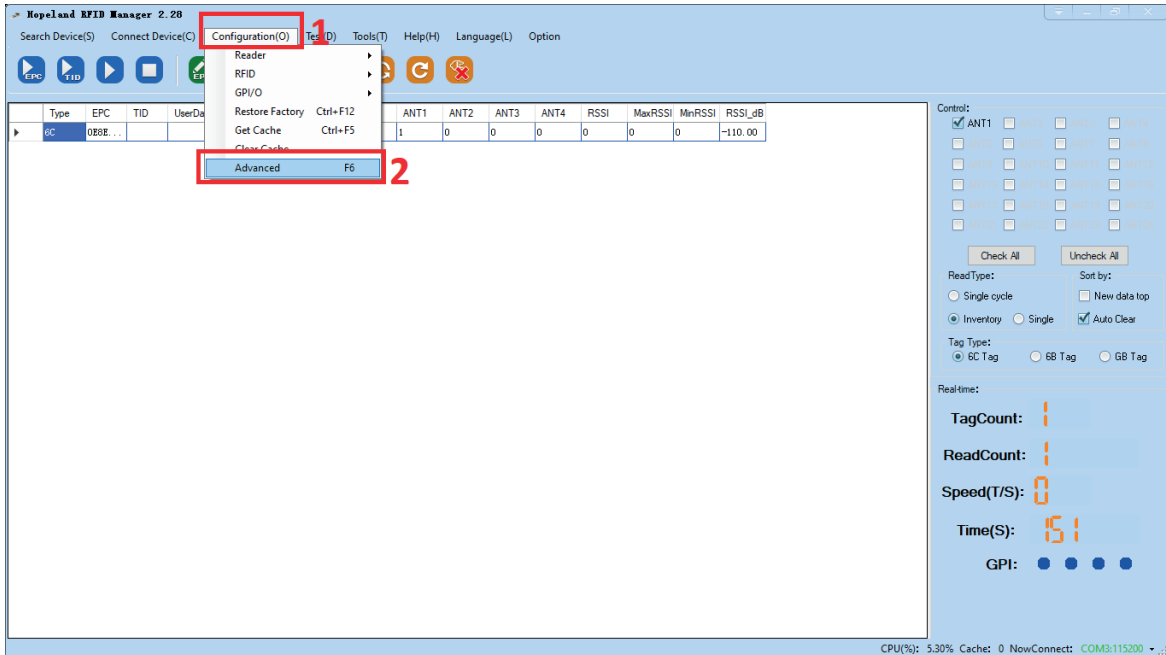 Hopeland RFID Manager 2.28
Search Device(S) Connect Device(C) Configuration(O) Tools(T) Help(H) Language(L) Option
1
EPC TID
Reader
RFID
GPI/O
Restore Factory Ctrl+F12
Get Cache Ctrl+F5
Clear Cache
Advanced F6
2
Type EPC TID ANT1 ANT2 ANT3 ANT4 RSSI MaxRSSI MinRSSI RSSI_dB
6C 0E8E... 1 0 0 0 0 0 0 -110.00
Control:
ANT1
Check All Uncheck All
ReadType: Sort by:
Single cycle New data top
Inventory Single Auto Clear
Tag Type:
6C Tag 6B Tag GB Tag
Real-time:
TagCount: 1
ReadCount: 1
Speed(T/S): 0
Time(S): 151
GPI:
CPU(%): 5.30% Cache: 0 NowConnect: COM3:115200